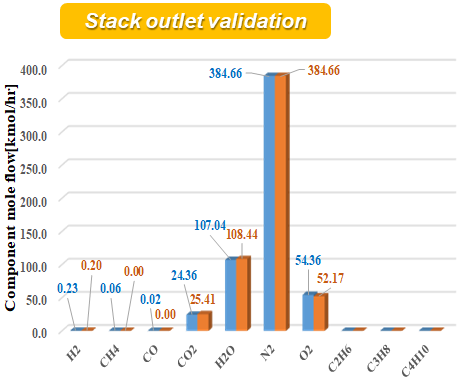 Stack outlet validation
Component mole flow[kmol/hr]
400.0
350.0
300.0
250.0
200.0
150.0
100.0
50.0
0.0
0.23
0.20
0.06
0.00
0.02
0.00
24.36
25.41
107.04
108.44
384.66
384.66
54.36
52.17
H2
CH4
CO
CO2
H2O
N2
O2
C2H6
C3H8
C4H10